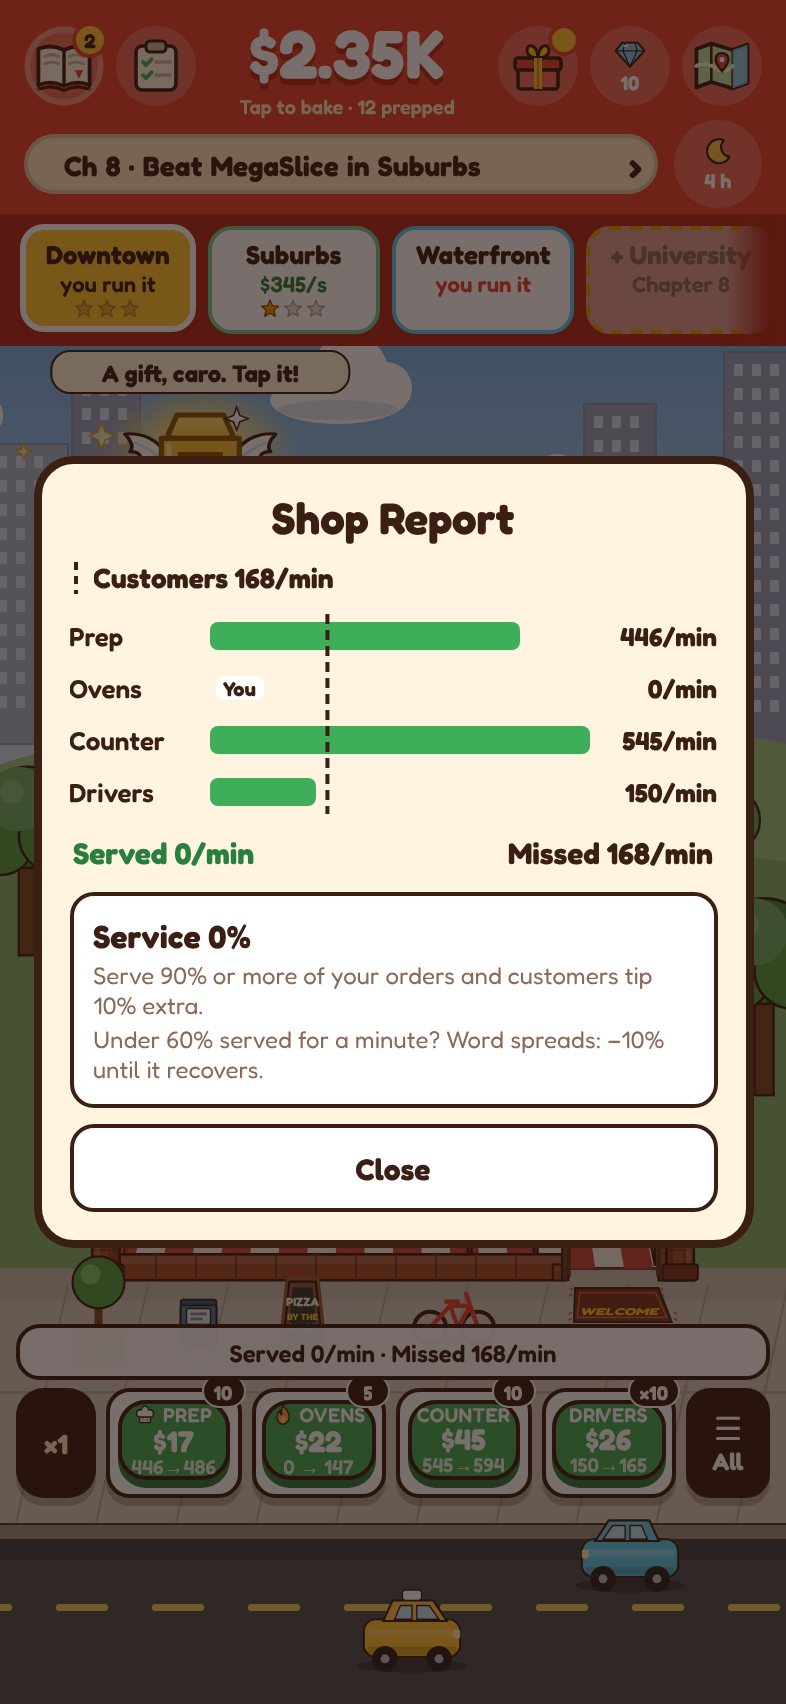 2
$2.35K
Tap to bake · 12 prepped
10
Ch 8 · Beat MegaSlice in Suburbs
4 h
Downtown
you run it
Suburbs
$345/s
Waterfront
you run it
+ University
Chapter 8
A gift, caro. Tap it!
Shop Report
Customers 168/min
Prep 446/min
Ovens You 0/min
Counter 545/min
Drivers 150/min
Served 0/min Missed 168/min
Service 0%
Serve 90% or more of your orders and customers tip
10% extra.
Under 60% served for a minute? Word spreads: –10%
until it recovers.
Close
PIZZA
BY THE
WELCOME
Served 0/min · Missed 168/min
x1
10
PREP
$17
446→486
5
OVENS
$22
0 → 147
10
COUNTER
$45
545→594
x10
DRIVERS
$26
150→165
All